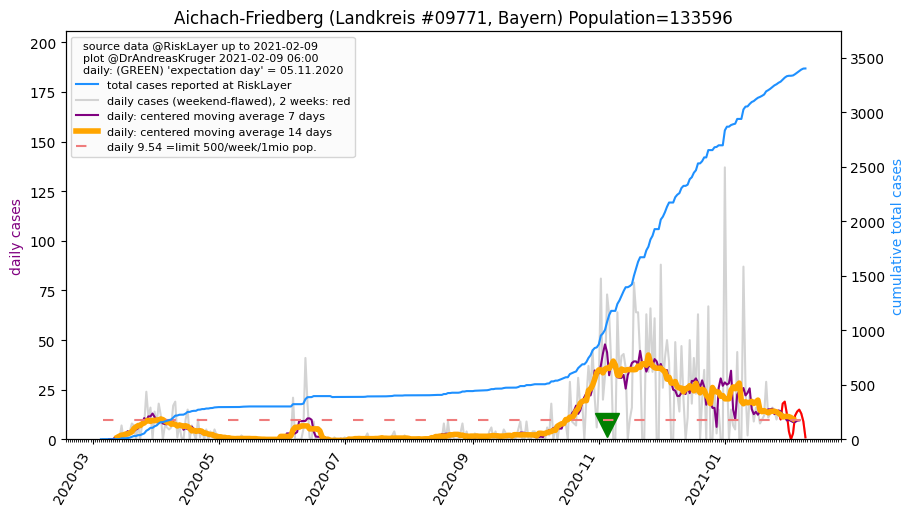 Aichach-Friedberg (Landkreis #09771, Bayern) Population=133596
source data @RiskLayer up to 2021-02-09
plot @DrAndreasKruger 2021-02-09 06:00
daily: (GREEN) 'expectation day' = 05.11.2020
total cases reported at RiskLayer
daily cases (weekend-flawed), 2 weeks: red
daily: centered moving average 7 days
daily: centered moving average 14 days
daily 9.54 =limit 500/week/1mio pop.
daily cases
200
175
150
125
100
75
50
25
0
3500
3000
2500
2000
1500
1000
500
0
cumulative total cases
2020-03
2020-05
2020-07
2020-09
2020-11
2021-01